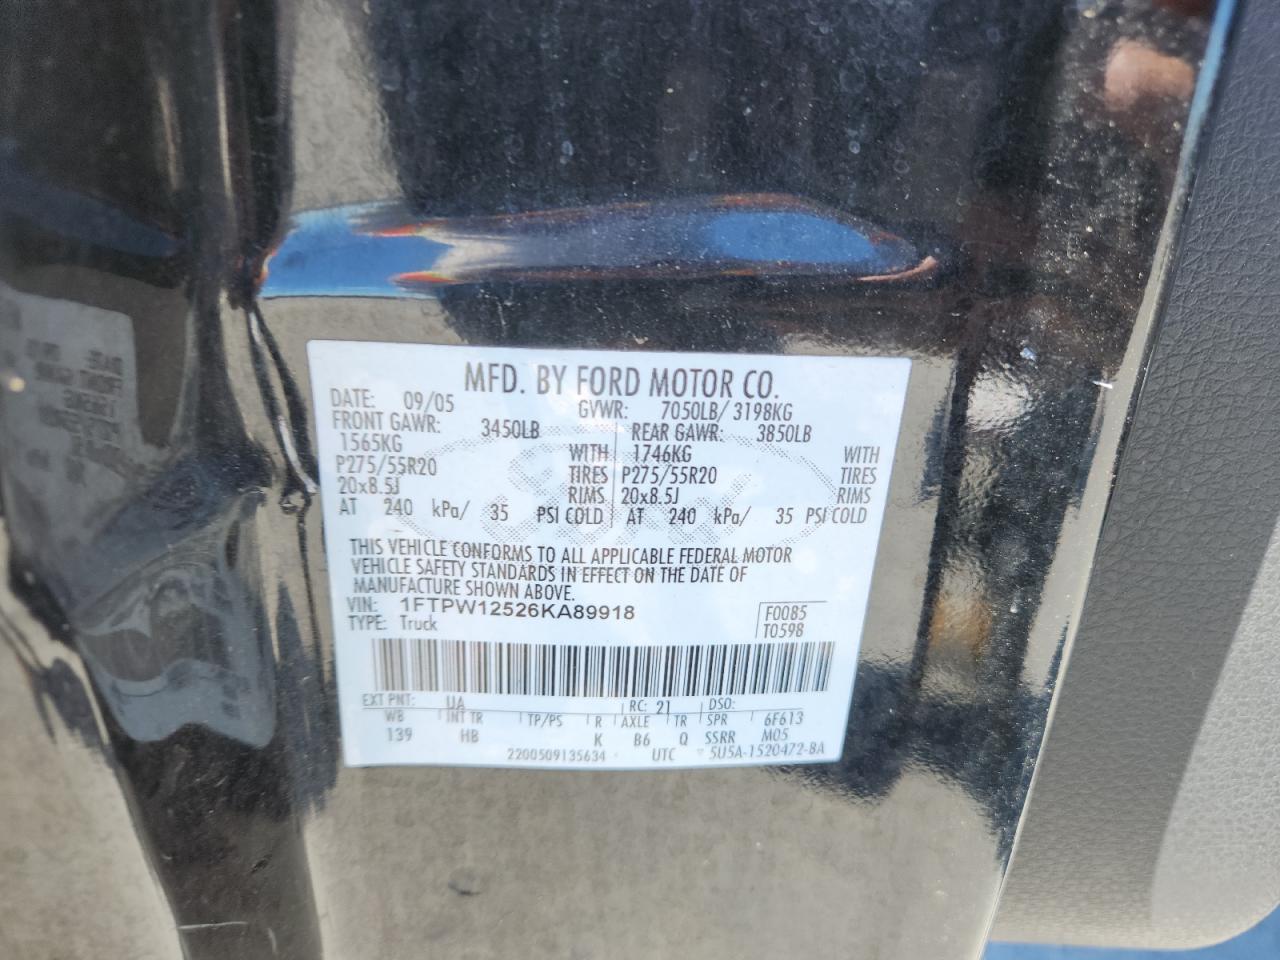 MFD. BY FORD MOTOR CO.
DATE: 09/05 GVWR: 7050LB/ 3198KG
FRONT GAWR: 3450LB REAR GAWR: 3850LB
1565KG WITH 1746KG WITH
P275/55R20 TIRES P275/55R20 TIRES
20x8.5J RIMS 20x8.5J RIMS
AT 240 kPa/ 35 PSI COLD AT 240 kPa/ 35 PSI COLD
THIS VEHICLE CONFORMS TO ALL APPLICABLE FEDERAL MOTOR
VEHICLE SAFETY STANDARDS IN EFFECT ON THE DATE OF
MANUFACTURE SHOWN ABOVE.
VIN: 1FTPW12526KA89918 F0085
TYPE: Truck T0598
EXT PNT: UA RC: 21 DSO:
WB INT TR TP/PS R AXLE TR SPR 6F613
139 HB K B6 Q SSRR M05
2200509135634 UTC 5U5A-1520472-BA